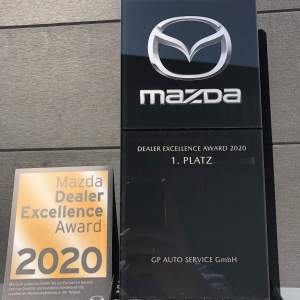 mazda
DEALER EXCELLENCE AWARD 2020
1. PLATZ
GP AUTO SERVICE GmbH
Mazda
Dealer
Excellence
Award
2020